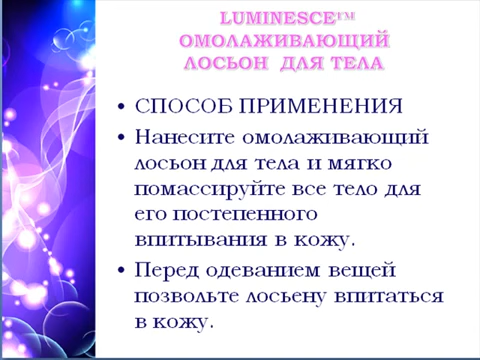 LUMINESCE™
ОМОЛАЖИВАЮЩИЙ
ЛОСЬОН ДЛЯ ТЕЛА
• СПОСОБ ПРИМЕНЕНИЯ
• Нанесите омолаживающий
лосьон для тела и мягко
помассируйте все тело для
его постепенного
впитывания в кожу.
• Перед одеванием вещей
позвольте лосьену впитаться
в кожу.